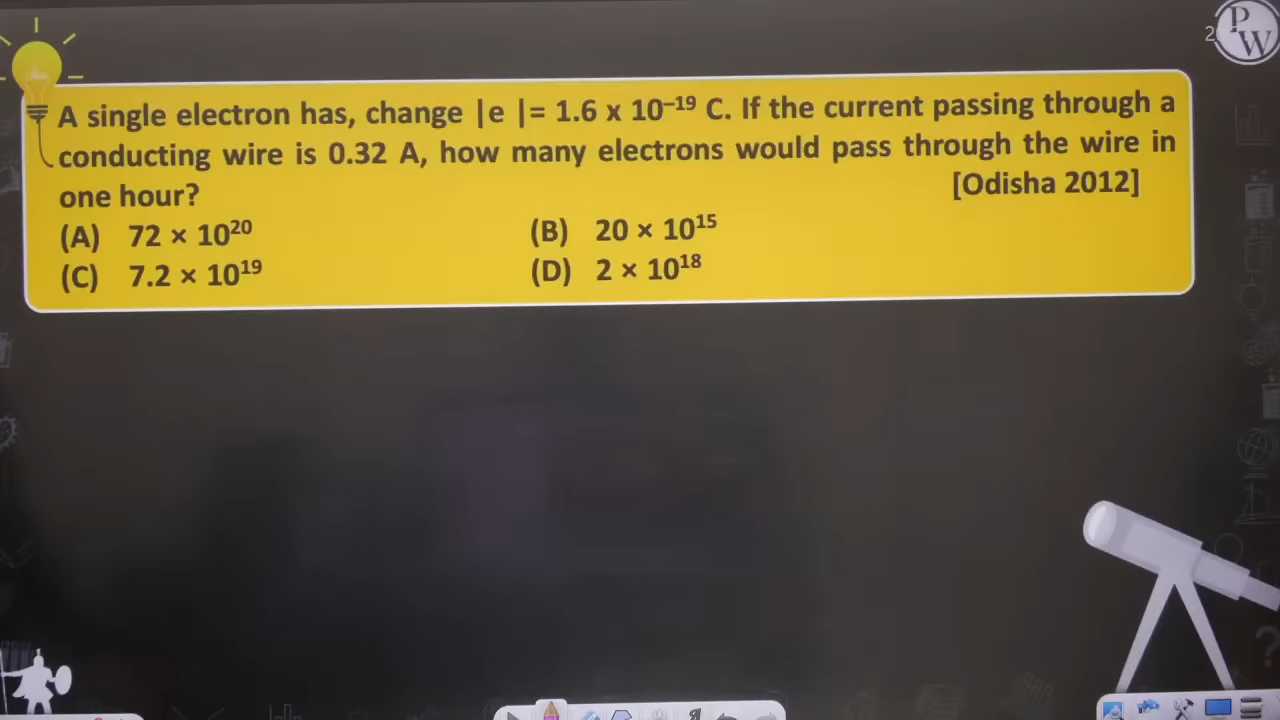 PW
2
A single electron has, change |e |= 1.6 x 10⁻¹⁹ C. If the current passing through a
conducting wire is 0.32 A, how many electrons would pass through the wire in
one hour? [Odisha 2012]
(A) 72 × 10²⁰ (B) 20 × 10¹⁵
(C) 7.2 × 10¹⁹ (D) 2 × 10¹⁸